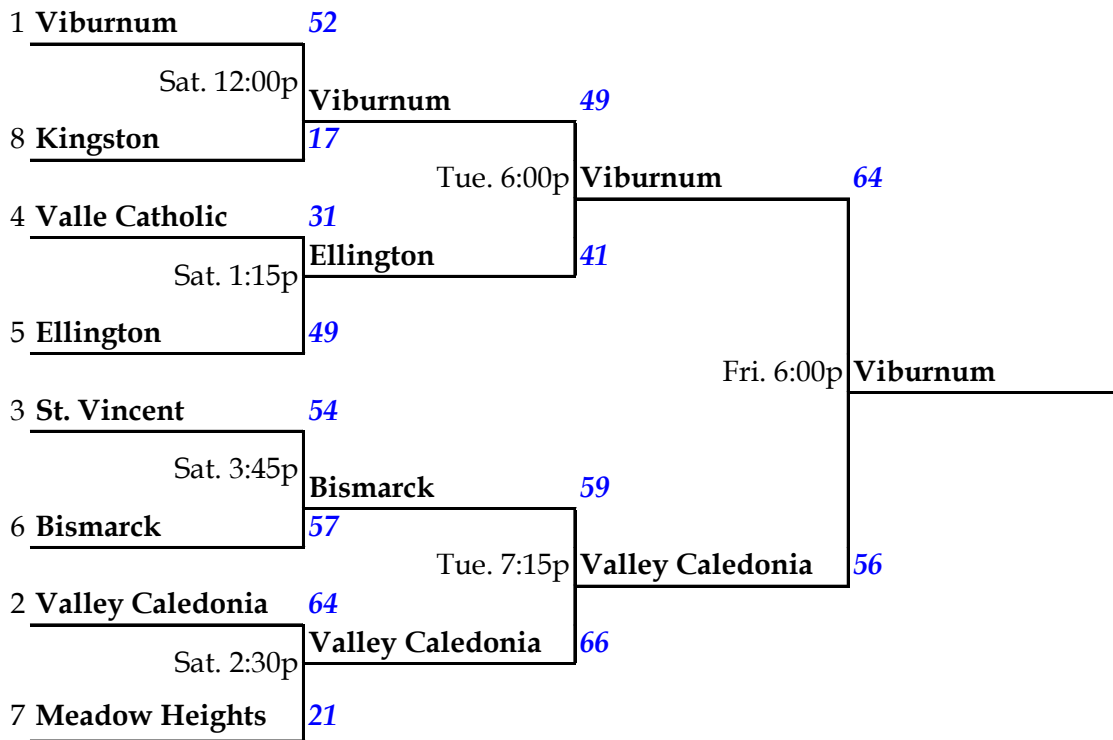 1 Viburnum 52
Sat. 12:00p
Viburnum 49
8 Kingston 17
Tue. 6:00p Viburnum 64
4 Valle Catholic 31
Ellington 41
Sat. 1:15p
5 Ellington 49
Fri. 6:00p Viburnum
3 St. Vincent 54
Sat. 3:45p
Bismarck 59
6 Bismarck 57
Tue. 7:15p Valley Caledonia 56
2 Valley Caledonia 64
Valley Caledonia 66
Sat. 2:30p
7 Meadow Heights 21